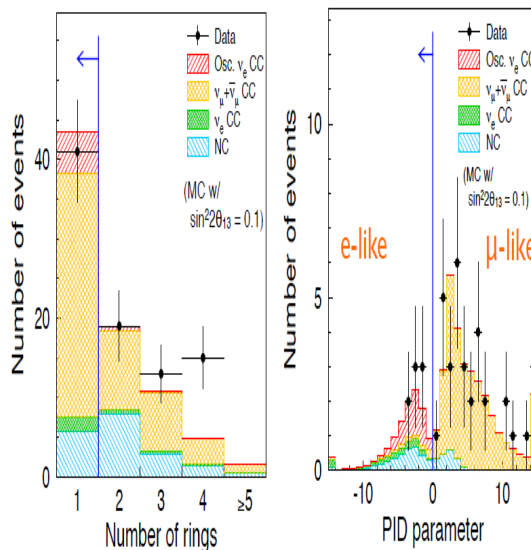 Data
Osc. νe CC
νμ+ν̄μ CC
νe CC
NC
(MC w/
sin²2θ13 = 0.1)
Number of events
40
20
0
1 2 3 4 ≥5
Number of rings
Data
Osc. νe CC
νμ+ν̄μ CC
νe CC
NC
(MC w/
sin²2θ13 = 0.1)
e-like
μ-like
Number of events
10
5
0
-10 0 10
PID parameter